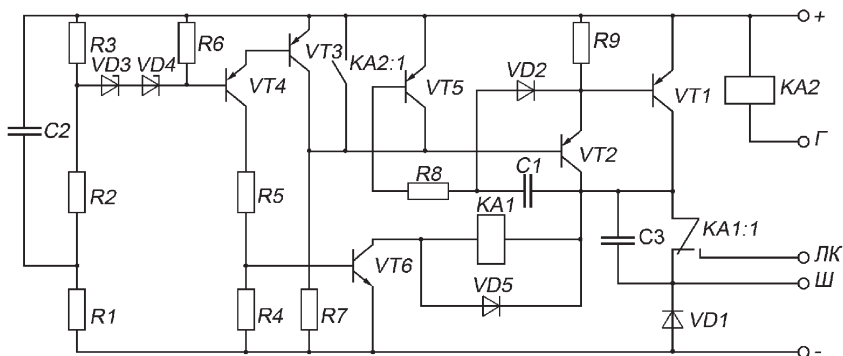 +
R3
R6
VT3
KA2:1
R9
VD3
VD4
VT4
VT5
VD2
VT1
KA2
C2
Г
VT2
C1
R8
R2
R5
KA1
C3
KA1:1
ЛК
VT6
Ш
VD5
R1
R4
R7
VD1
-